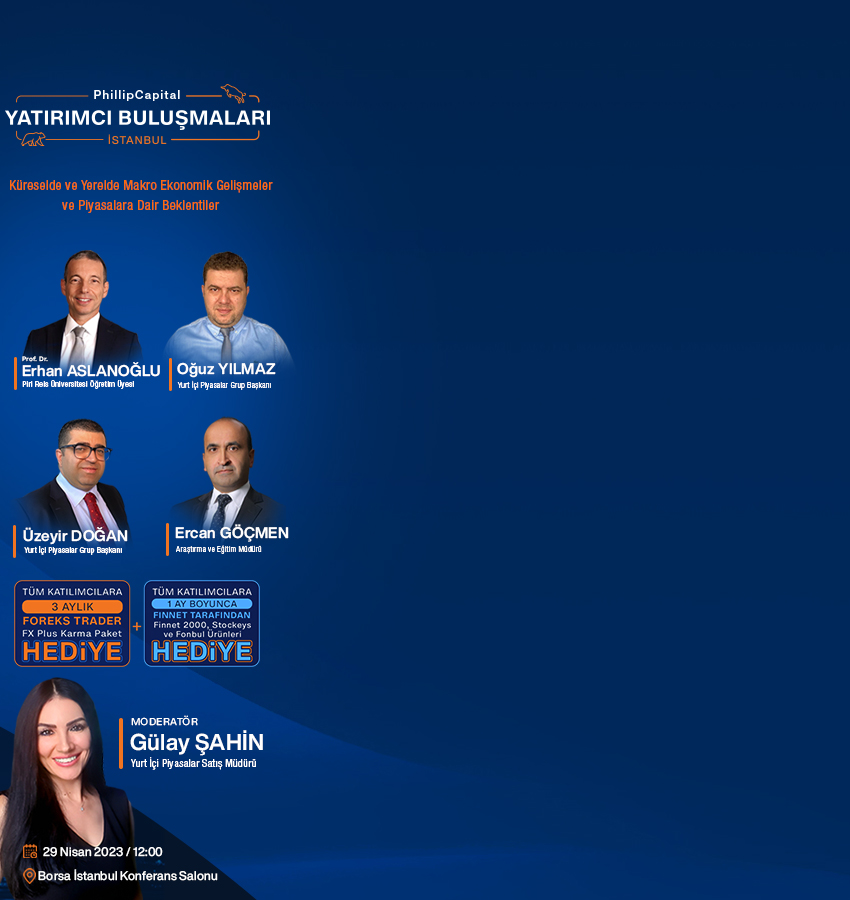 PhillipCapital
YATIRIMCI BULUŞMALARI
İSTANBUL
Küreselde ve Yerelde Makro Ekonomik Gelişmeler
ve Piyasalara Dair Beklentiler
Prof. Dr.
Erhan ASLANOĞLU
Piri Reis Üniversitesi Öğretim Üyesi
Oğuz YILMAZ
Yurt İçi Piyasalar Grup Başkanı
Üzeyir DOĞAN
Yurt İçi Piyasalar Grup Başkanı
Ercan GÖÇMEN
Araştırma ve Eğitim Müdürü
TÜM KATILIMCILARA
3 AYLIK
FOREKS TRADER
FX Plus Karma Paket
HEDİYE
+
TÜM KATILIMCILARA
1 AY BOYUNCA
FINNET TARAFINDAN
Finnet 2000, Stockeys
ve Fonbul Ürünleri
HEDİYE
MODERATÖR
Gülay ŞAHİN
Yurt İçi Piyasalar Satış Müdürü
29 Nisan 2023 / 12:00
Borsa İstanbul Konferans Salonu